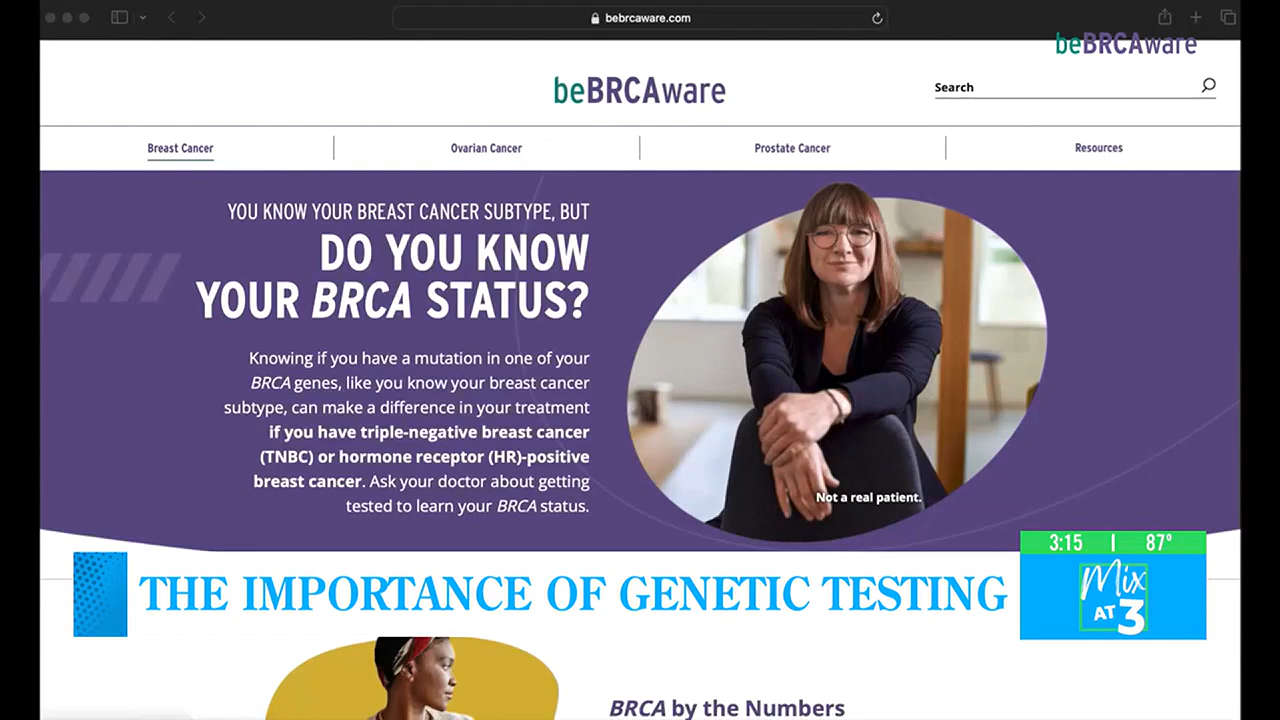 bebrcaware.com
beBRCAware
beBRCAware
Search
Breast Cancer
Ovarian Cancer
Prostate Cancer
Resources
YOU KNOW YOUR BREAST CANCER SUBTYPE, BUT
DO YOU KNOW
YOUR BRCA STATUS?
Knowing if you have a mutation in one of your
BRCA genes, like you know your breast cancer
subtype, can make a difference in your treatment
if you have triple-negative breast cancer
(TNBC) or hormone receptor (HR)-positive
breast cancer. Ask your doctor about getting
tested to learn your BRCA status.
Not a real patient.
3:15 | 87°
THE IMPORTANCE OF GENETIC TESTING
Mix
AT 3
BRCA by the Numbers